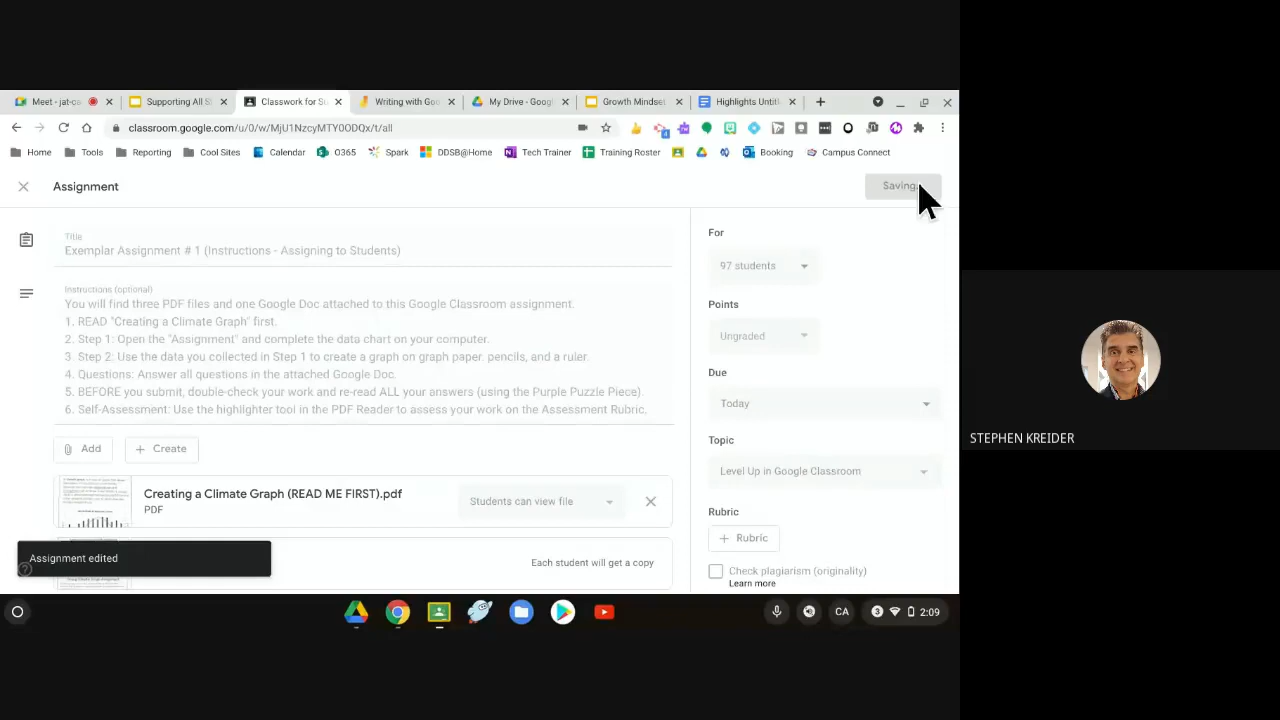 Meet - jat-c
Supporting All S
Classwork for Su
Writing with Goo
My Drive - Googl
Growth Mindset
Highlights Untitl
classroom.google.com/u/0/w/MjU1NzcyMTY0ODQx/t/all
Home
Tools
Reporting
Cool Sites
Calendar
O365
Spark
DDSB@Home
Tech Trainer
Training Roster
Booking
Campus Connect
Assignment
Saving
Title
Exemplar Assignment # 1 (Instructions - Assigning to Students)
Instructions (optional)
You will find three PDF files and one Google Doc attached to this Google Classroom assignment.
1. READ "Creating a Climate Graph" first.
2. Step 1: Open the "Assignment" and complete the data chart on your computer.
3 Step 2: Use the data you collected in Step 1 to create a graph on graph paper. pencils, and a ruler.
4. Questions: Answer all questions in the attached Google Doc.
5. BEFORE you submit, double-check your work and re-read ALL your answers (using the Purple Puzzle Piece).
6. Self-Assessment: Use the highlighter tool in the PDF Reader to assess your work on the Assessment Rubric.
Add
Create
Creating a Climate Graph (READ ME FIRST).pdf
PDF
Students can view file
Each student will get a copy
Assignment edited
For
97 students
Points
Ungraded
Due
Today
Topic
Level Up in Google Classroom
Rubric
Rubric
Check plagiarism (originality)
Learn more
CA
3
2:09
STEPHEN KREIDER